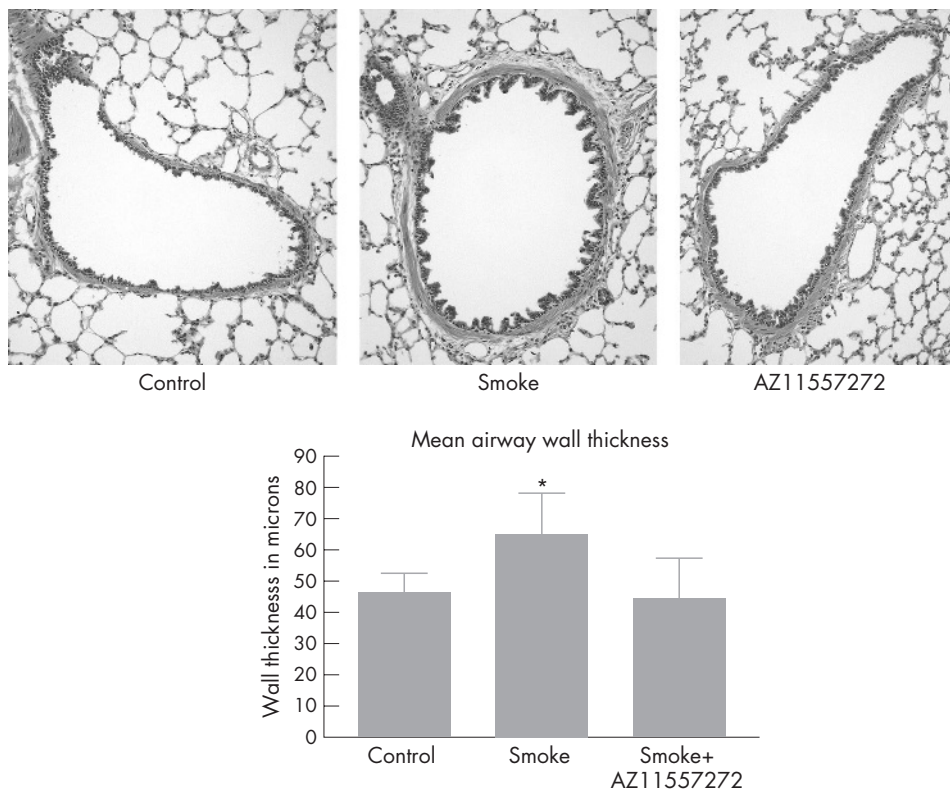 Control
Smoke
AZ11557272
Mean airway wall thickness
Wall thicknesss in microns
90
80
70
60
50
40
30
20
10
0
*
Control
Smoke
Smoke+
AZ11557272